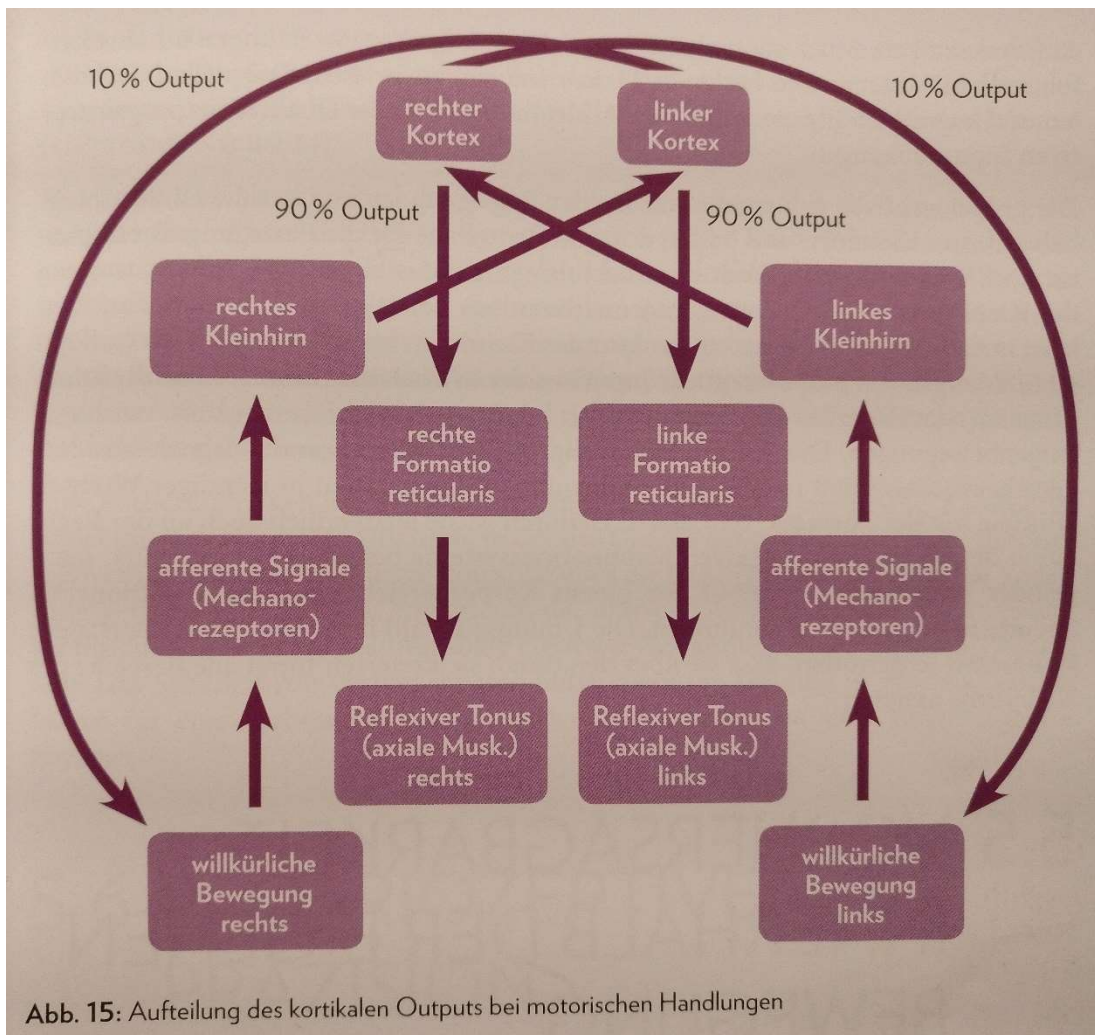 10 % Output
10 % Output
rechter
Kortex
linker
Kortex
90 % Output
90 % Output
rechtes
Kleinhirn
linkes
Kleinhirn
rechte
Formatio
reticularis
linke
Formatio
reticularis
afferente Signale
(Mechano-
rezeptoren)
afferente Signale
(Mechano-
rezeptoren)
Reflexiver Tonus
(axiale Musk.)
rechts
Reflexiver Tonus
(axiale Musk.)
links
willkürliche
Bewegung
rechts
willkürliche
Bewegung
links
Abb. 15: Aufteilung des kortikalen Outputs bei motorischen Handlungen